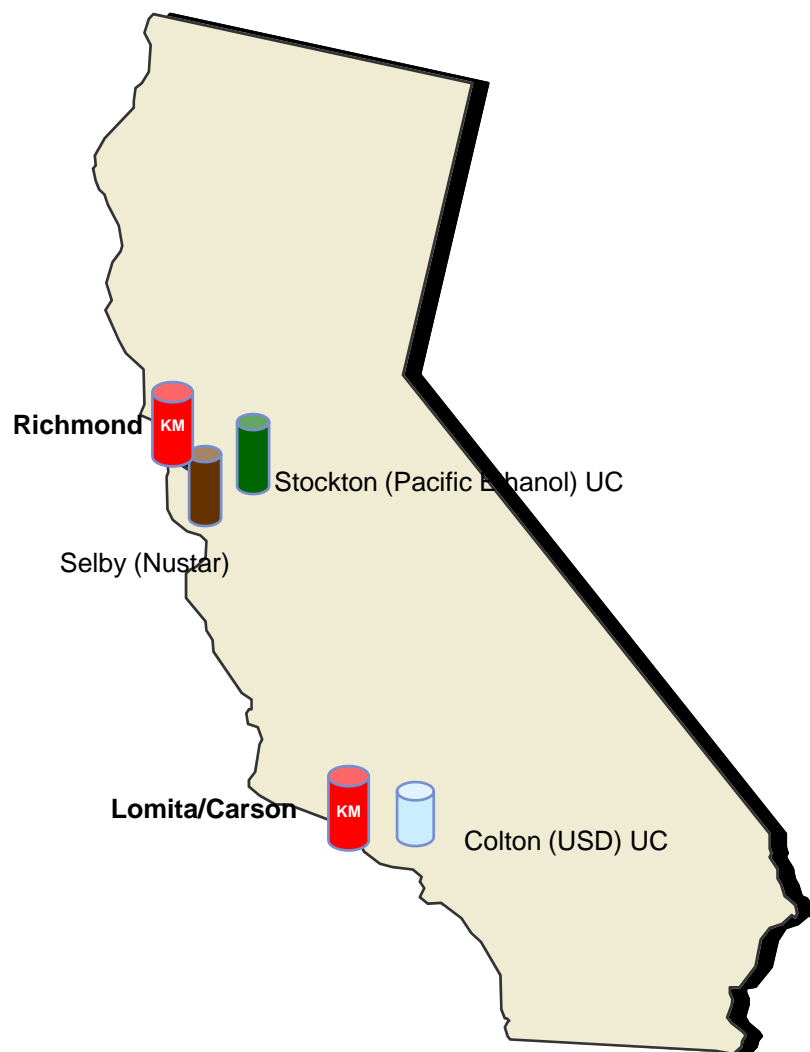 Richmond
KM
Stockton (Pacific Ethanol) UC
Selby (Nustar)
Lomita/Carson
KM
Colton (USD) UC